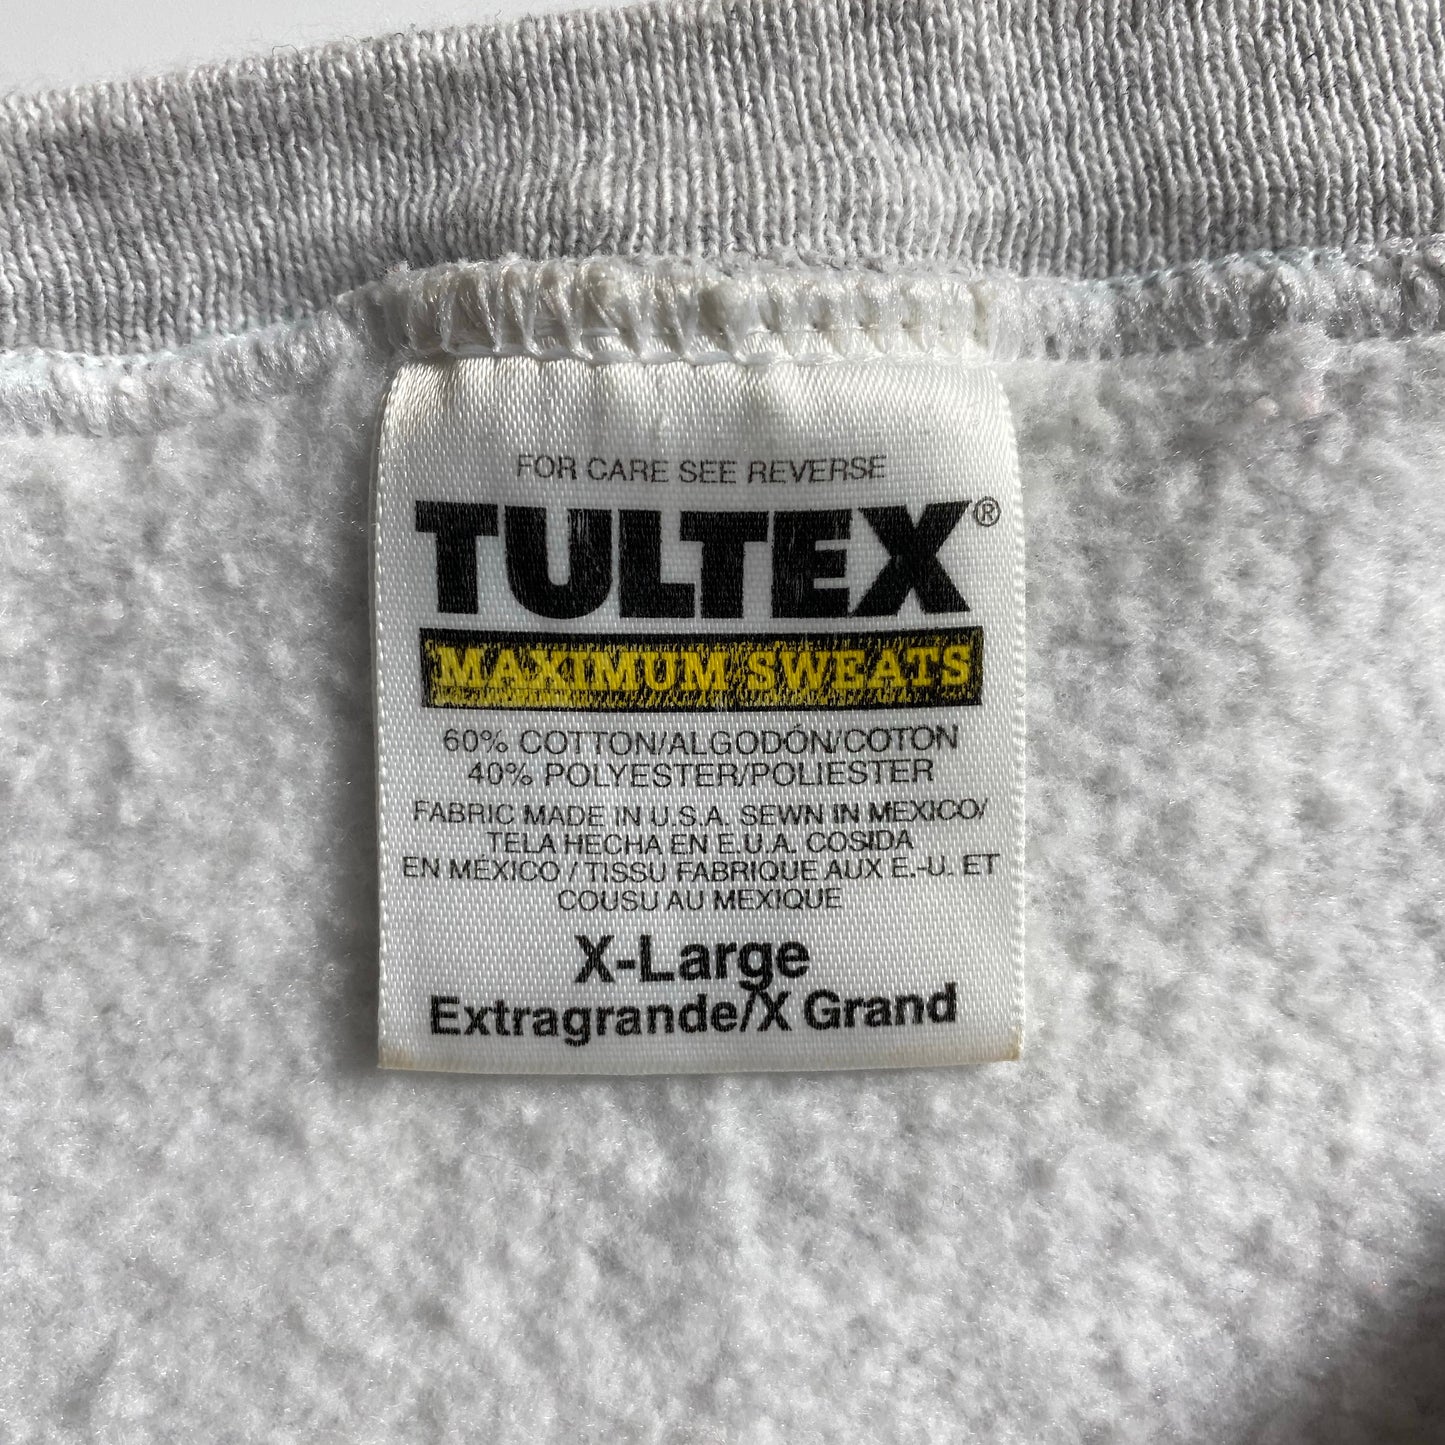 FOR CARE SEE REVERSE
TULTEX®
MAXIMUM SWEATS
60% COTTON/ALGODÓN/COTON
40% POLYESTER/POLIESTER
FABRIC MADE IN U.S.A. SEWN IN MEXICO/
TELA HECHA EN E.U.A. COSIDA
EN MÉXICO / TISSU FABRIQUE AUX E.-U. ET
COUSU AU MEXIQUE
X-Large
Extragrande/X Grand